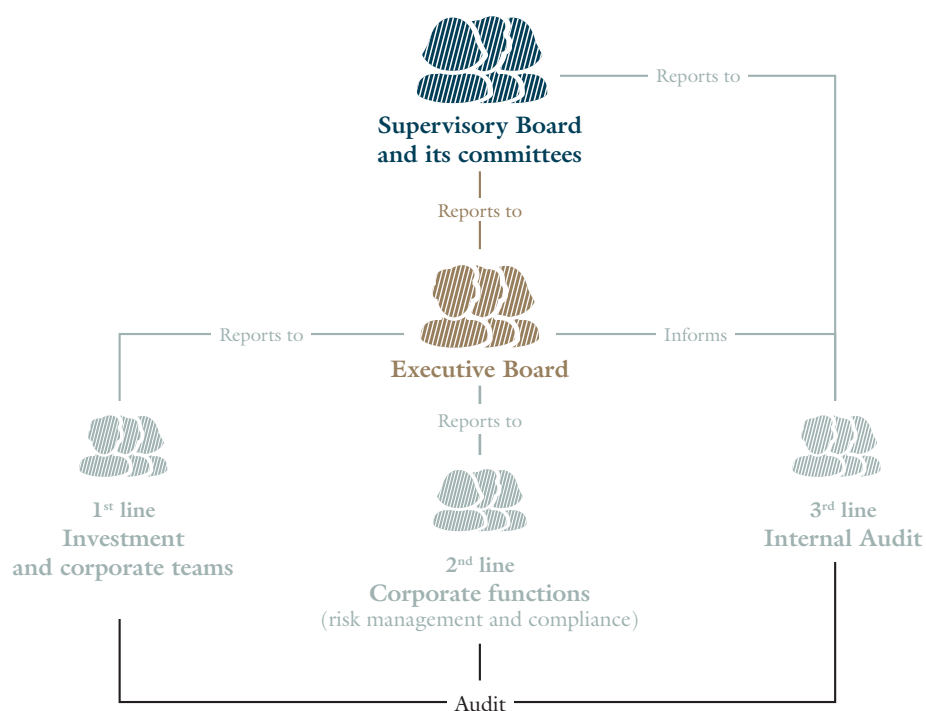 Reports to
Supervisory Board
and its committees
Reports to
Reports to
Informs
Executive Board
Reports to
1st line
Investment
and corporate teams
3rd line
Internal Audit
2nd line
Corporate functions
(risk management and compliance)
Audit